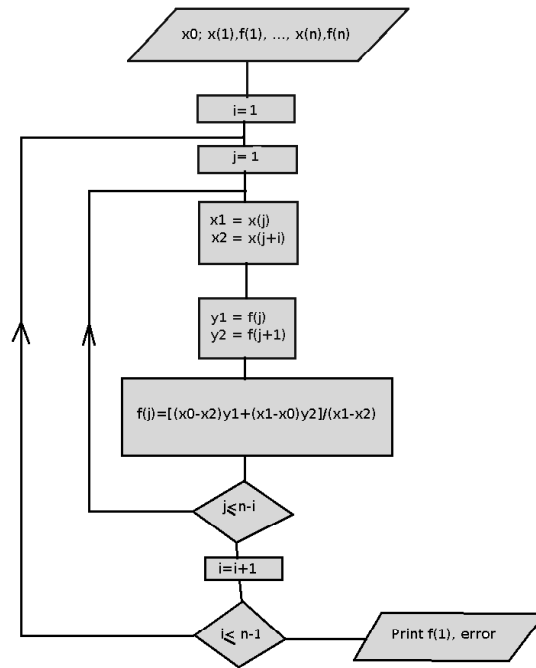 x0; x(1),f(1), ..., x(n),f(n)
i= 1
j= 1
x1 = x(j)
x2 = x(j+i)
y1 = f(j)
y2 = f(j+1)
f(j)=[(x0-x2)y1+(x1-x0)y2]/(x1-x2)
j⩽n-i
i=i+1
i⩽ n-1
Print f(1), error